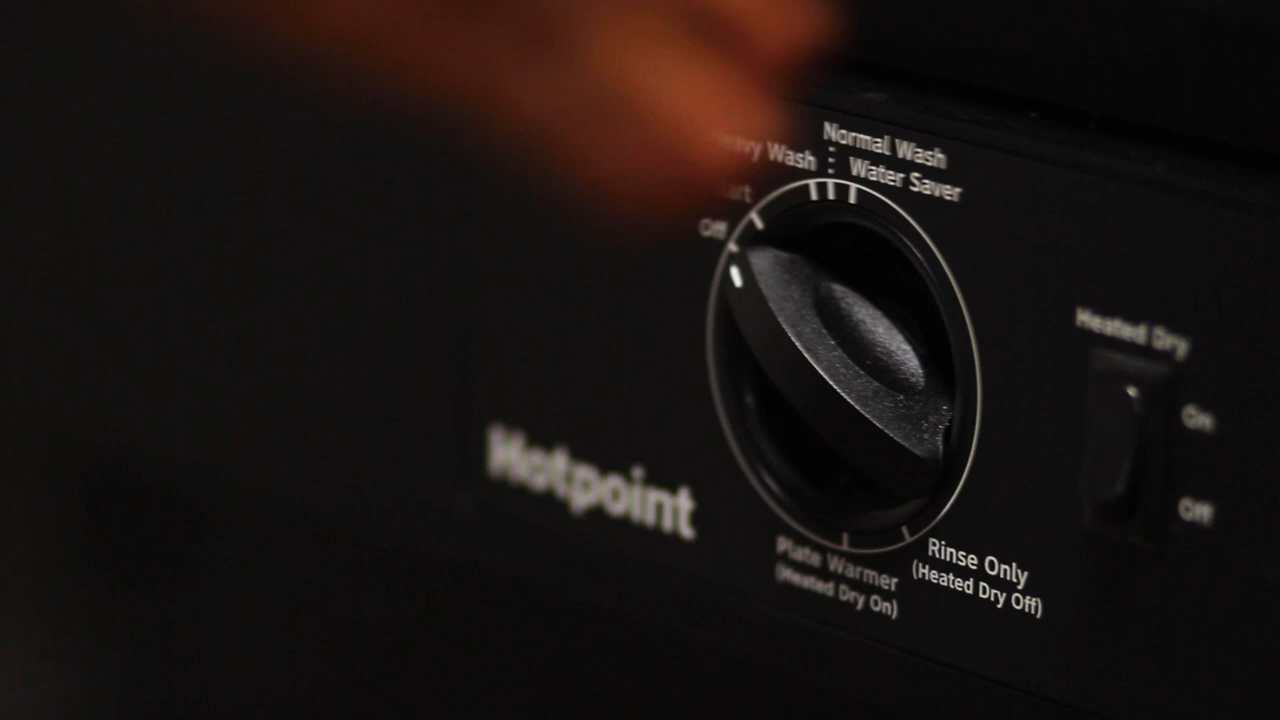 Normal Wash
Wash
Water Saver
Off
Heated Dry
On
Off
Hotpoint
Plate Warmer
(Heated Dry On)
Rinse Only
(Heated Dry Off)